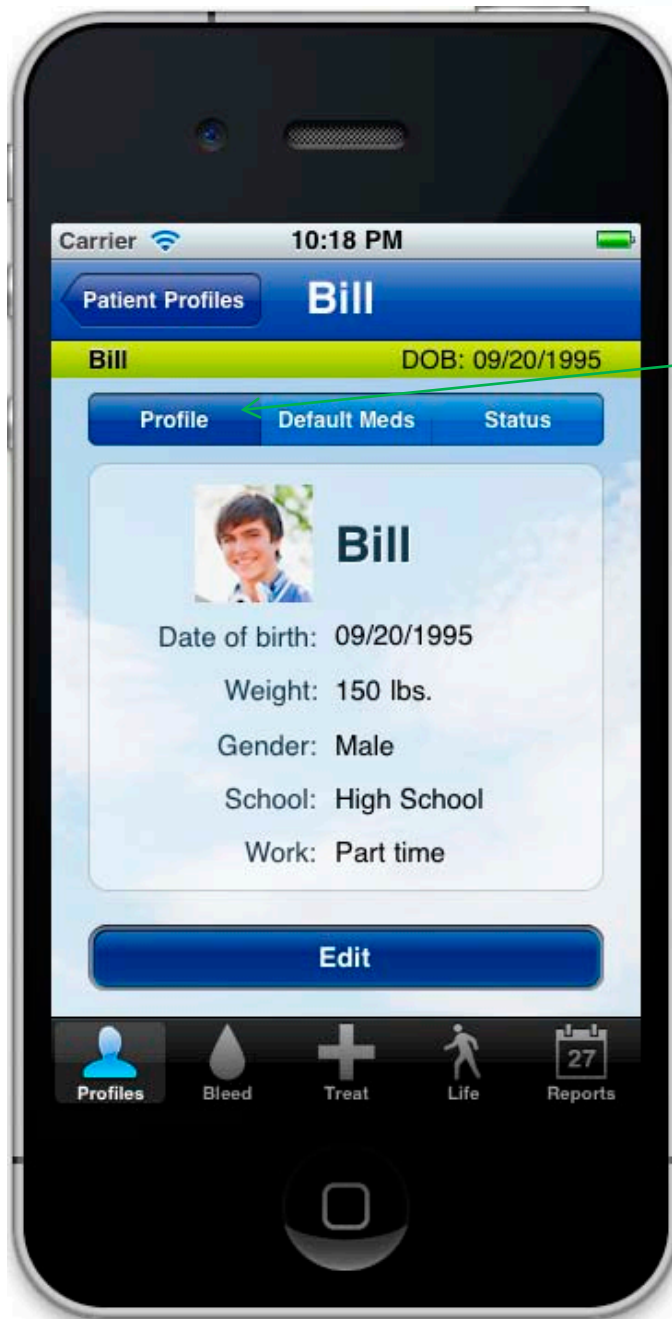 Carrier 10:18 PM
Patient Profiles Bill
Bill DOB: 09/20/1995
Profile Default Meds Status
Bill
Date of birth: 09/20/1995
Weight: 150 lbs.
Gender: Male
School: High School
Work: Part time
Edit
27
Profiles Bleed Treat Life Reports